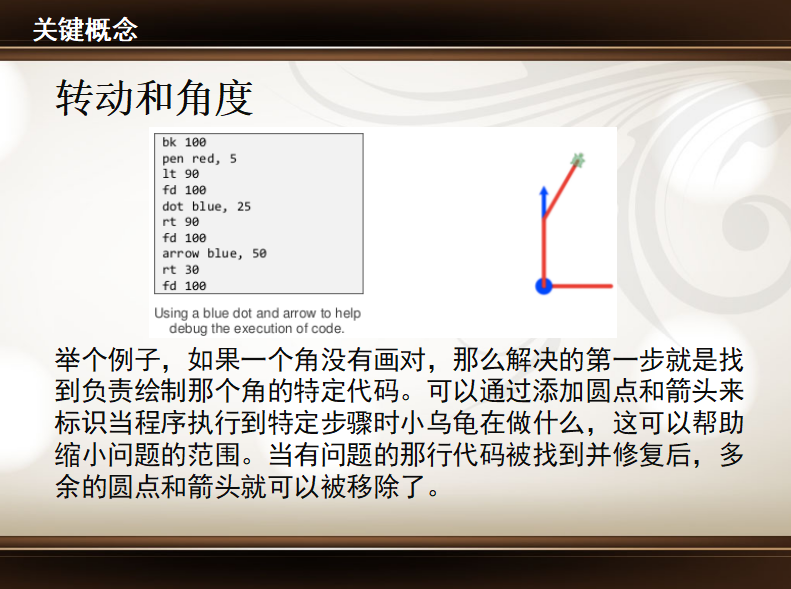 关键概念
转动和角度
bk 100
pen red, 5
lt 90
fd 100
dot blue, 25
rt 90
fd 100
arrow blue, 50
rt 30
fd 100
Using a blue dot and arrow to help
debug the execution of code.
举个例子，如果一个角没有画对，那么解决的第一步就是找
到负责绘制那个角的特定代码。可以通过添加圆点和箭头来
标识当程序执行到特定步骤时小乌龟在做什么，这可以帮助
缩小问题的范围。当有问题的那行代码被找到并修复后，多
余的圆点和箭头就可以被移除了。